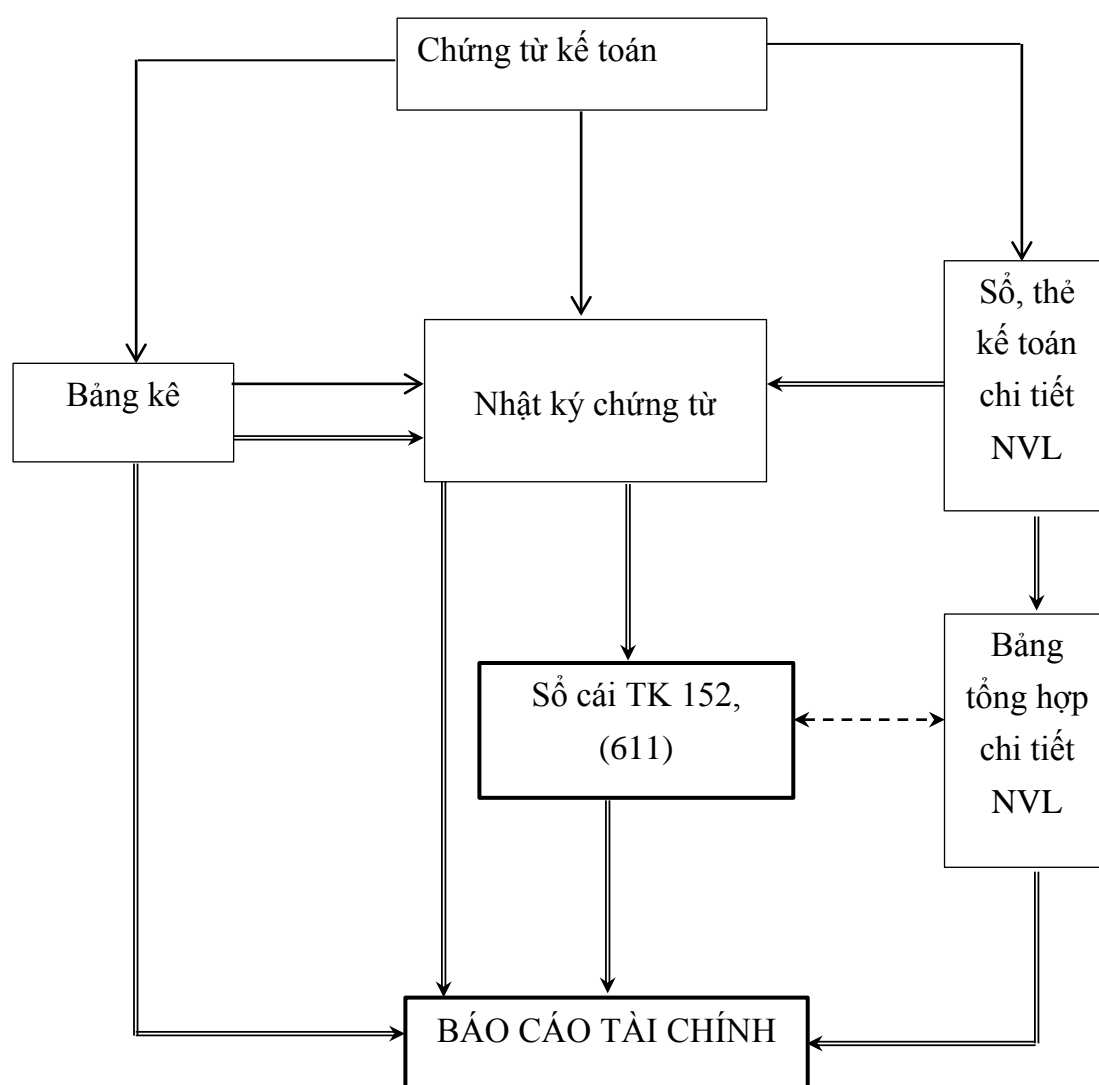 Chứng từ kế toán
Sổ, thẻ
kế toán
chi tiết
NVL
Bảng kê
Nhật ký chứng từ
Bảng
tổng hợp
chi tiết
NVL
Sổ cái TK 152,
(611)
BÁO CÁO TÀI CHÍNH